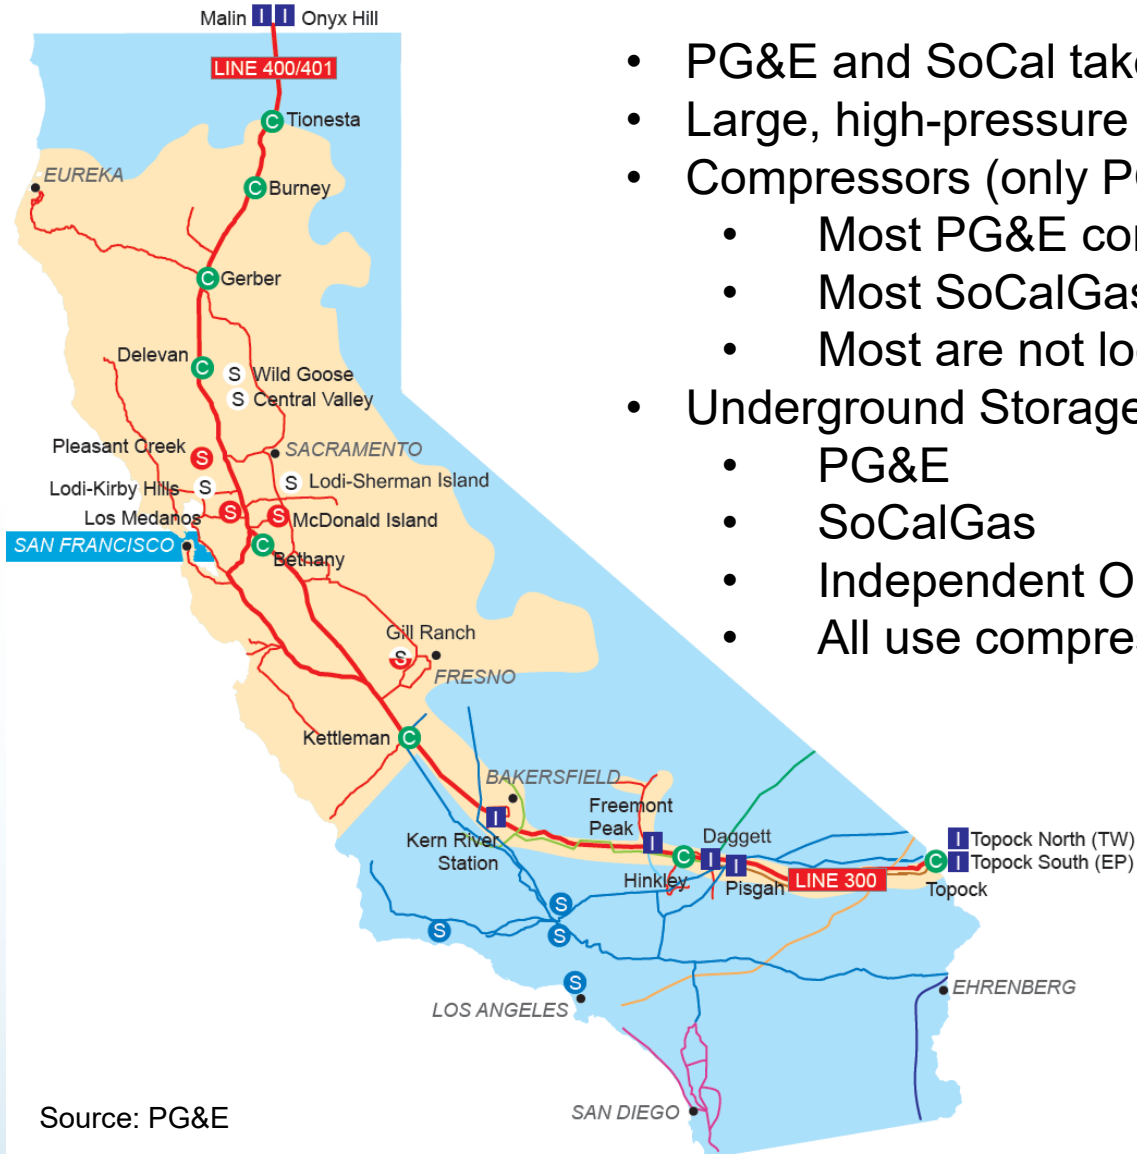 Malin I I Onyx Hill
LINE 400/401
C Tionesta
EUREKA
C Burney
C Gerber
Delevan C
S Wild Goose
S Central Valley
Pleasant Creek S
SACRAMENTO
Lodi-Kirby Hills S
S Lodi-Sherman Island
Los Medanos S
S McDonald Island
SAN FRANCISCO
C Bethany
Gill Ranch
S
FRESNO
Kettleman C
BAKERSFIELD
I
Kern River
Station
Freemont
Peak I
C Hinkley
Daggett
I
I
Pisgah
LINE 300
C
Topock
I Topock North (TW)
I Topock South (EP)
S
S
S
S
LOS ANGELES
EHRENBERG
SAN DIEGO
Source: PG&E
• PG&E and SoCal take
• Large, high-pressure
• Compressors (only P
• Most PG&E co
• Most SoCalGas
• Most are not lo
• Underground Storage
• PG&E
• SoCalGas
• Independent O
• All use compres